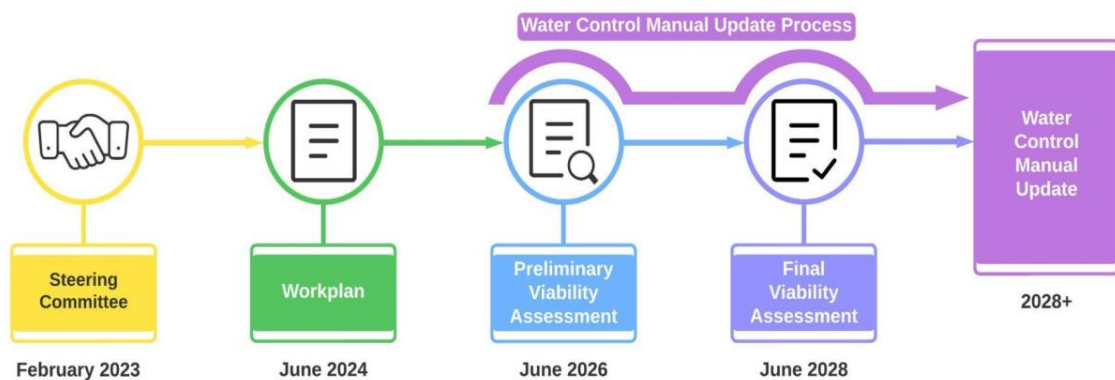 Water Control Manual Update Process
Steering
Committee
February 2023
Workplan
June 2024
Preliminary
Viability
Assessment
June 2026
Final
Viability
Assessment
June 2028
Water
Control
Manual
Update
2028+